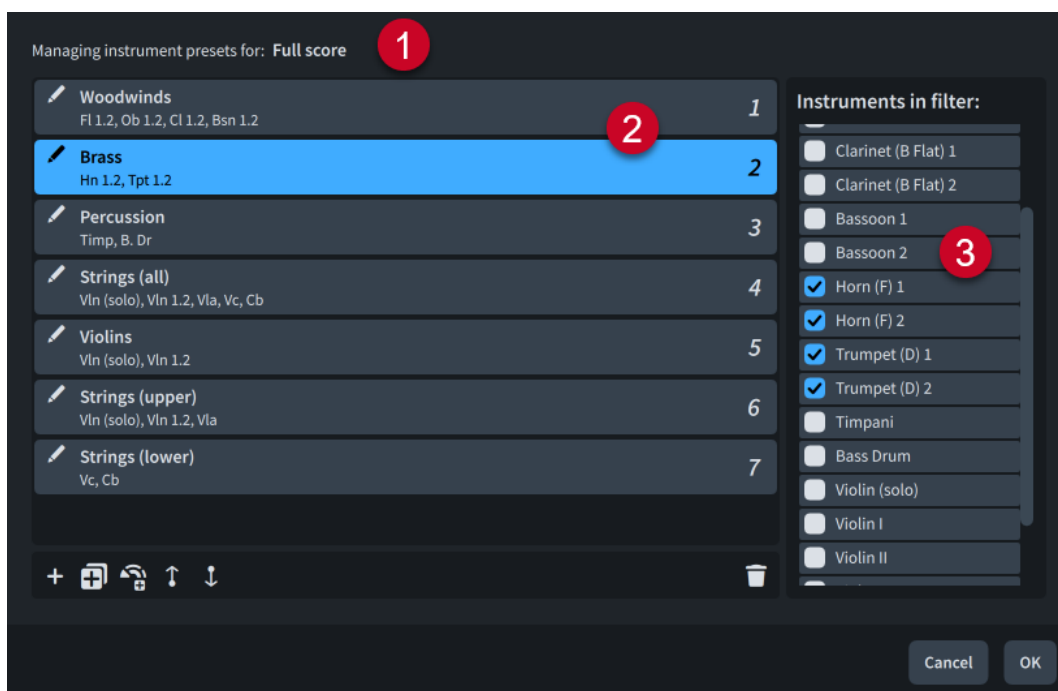 Managing instrument presets for: Full score
1
Woodwinds
Fl 1.2, Ob 1.2, Cl 1.2, Bsn 1.2
1
2
Brass
Hn 1.2, Tpt 1.2
2
Percussion
Timp, B. Dr
3
Strings (all)
Vln (solo), Vln 1.2, Vla, Vc, Cb
4
Violins
Vln (solo), Vln 1.2
5
Strings (upper)
Vln (solo), Vln 1.2, Vla
6
Strings (lower)
Vc, Cb
7
Instruments in filter:
Clarinet (B Flat) 1
Clarinet (B Flat) 2
Bassoon 1
Bassoon 2
3
Horn (F) 1
Horn (F) 2
Trumpet (D) 1
Trumpet (D) 2
Timpani
Bass Drum
Violin (solo)
Violin I
Violin II
Cancel
OK